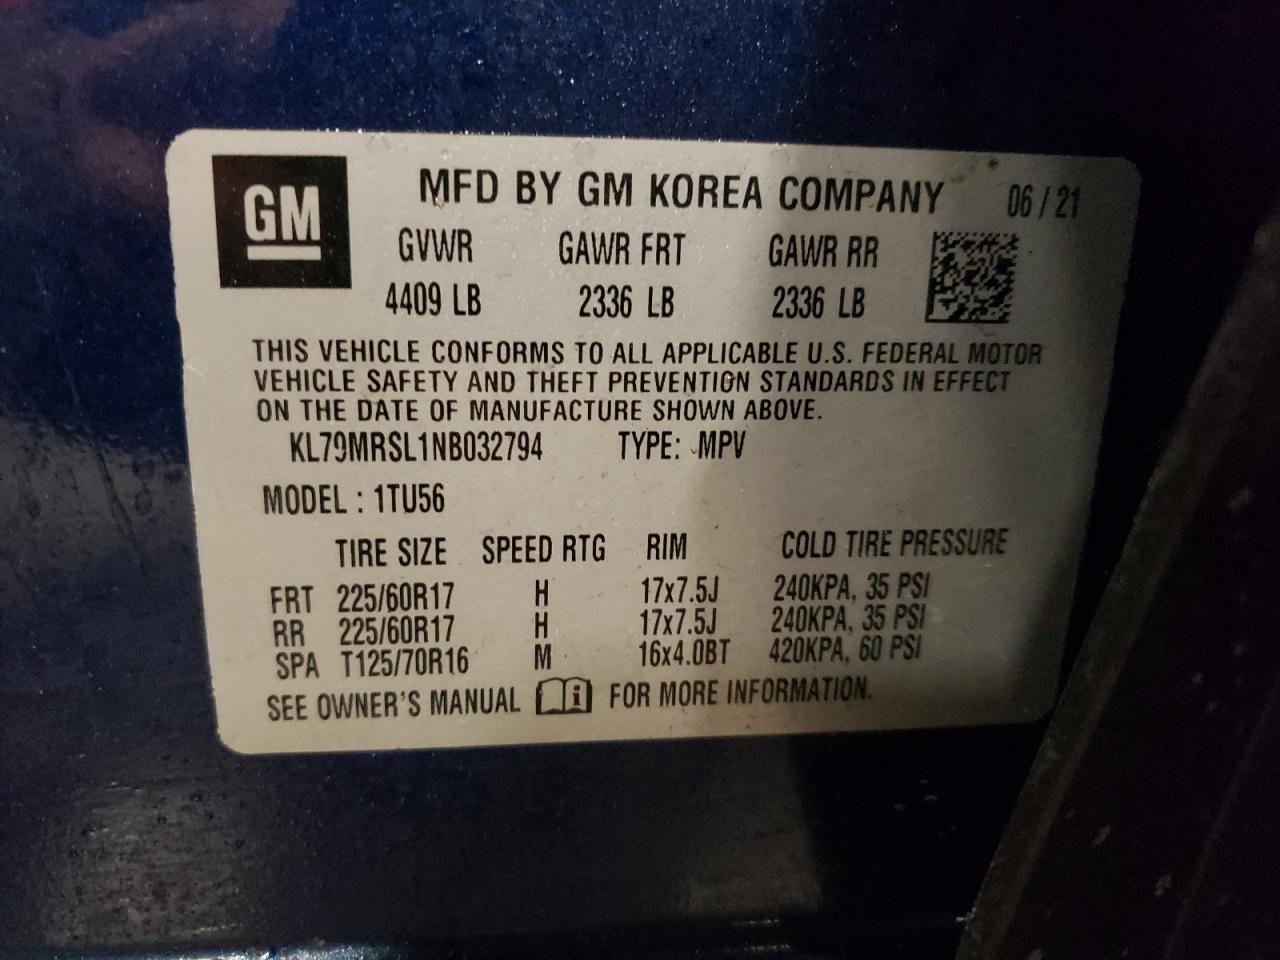 GM
MFD BY GM KOREA COMPANY 06 / 21
GVWR GAWR FRT GAWR RR
4409 LB 2336 LB 2336 LB
THIS VEHICLE CONFORMS TO ALL APPLICABLE U.S. FEDERAL MOTOR
VEHICLE SAFETY AND THEFT PREVENTION STANDARDS IN EFFECT
ON THE DATE OF MANUFACTURE SHOWN ABOVE.
KL79MRSL1NB032794 TYPE: MPV
MODEL : 1TU56
TIRE SIZE SPEED RTG RIM COLD TIRE PRESSURE
FRT 225/60R17 H 17x7.5J 240KPA, 35 PSI
RR 225/60R17 H 17x7.5J 240KPA, 35 PSI
SPA T125/70R16 M 16x4.0BT 420KPA, 60 PSI
SEE OWNER'S MANUAL i FOR MORE INFORMATION.